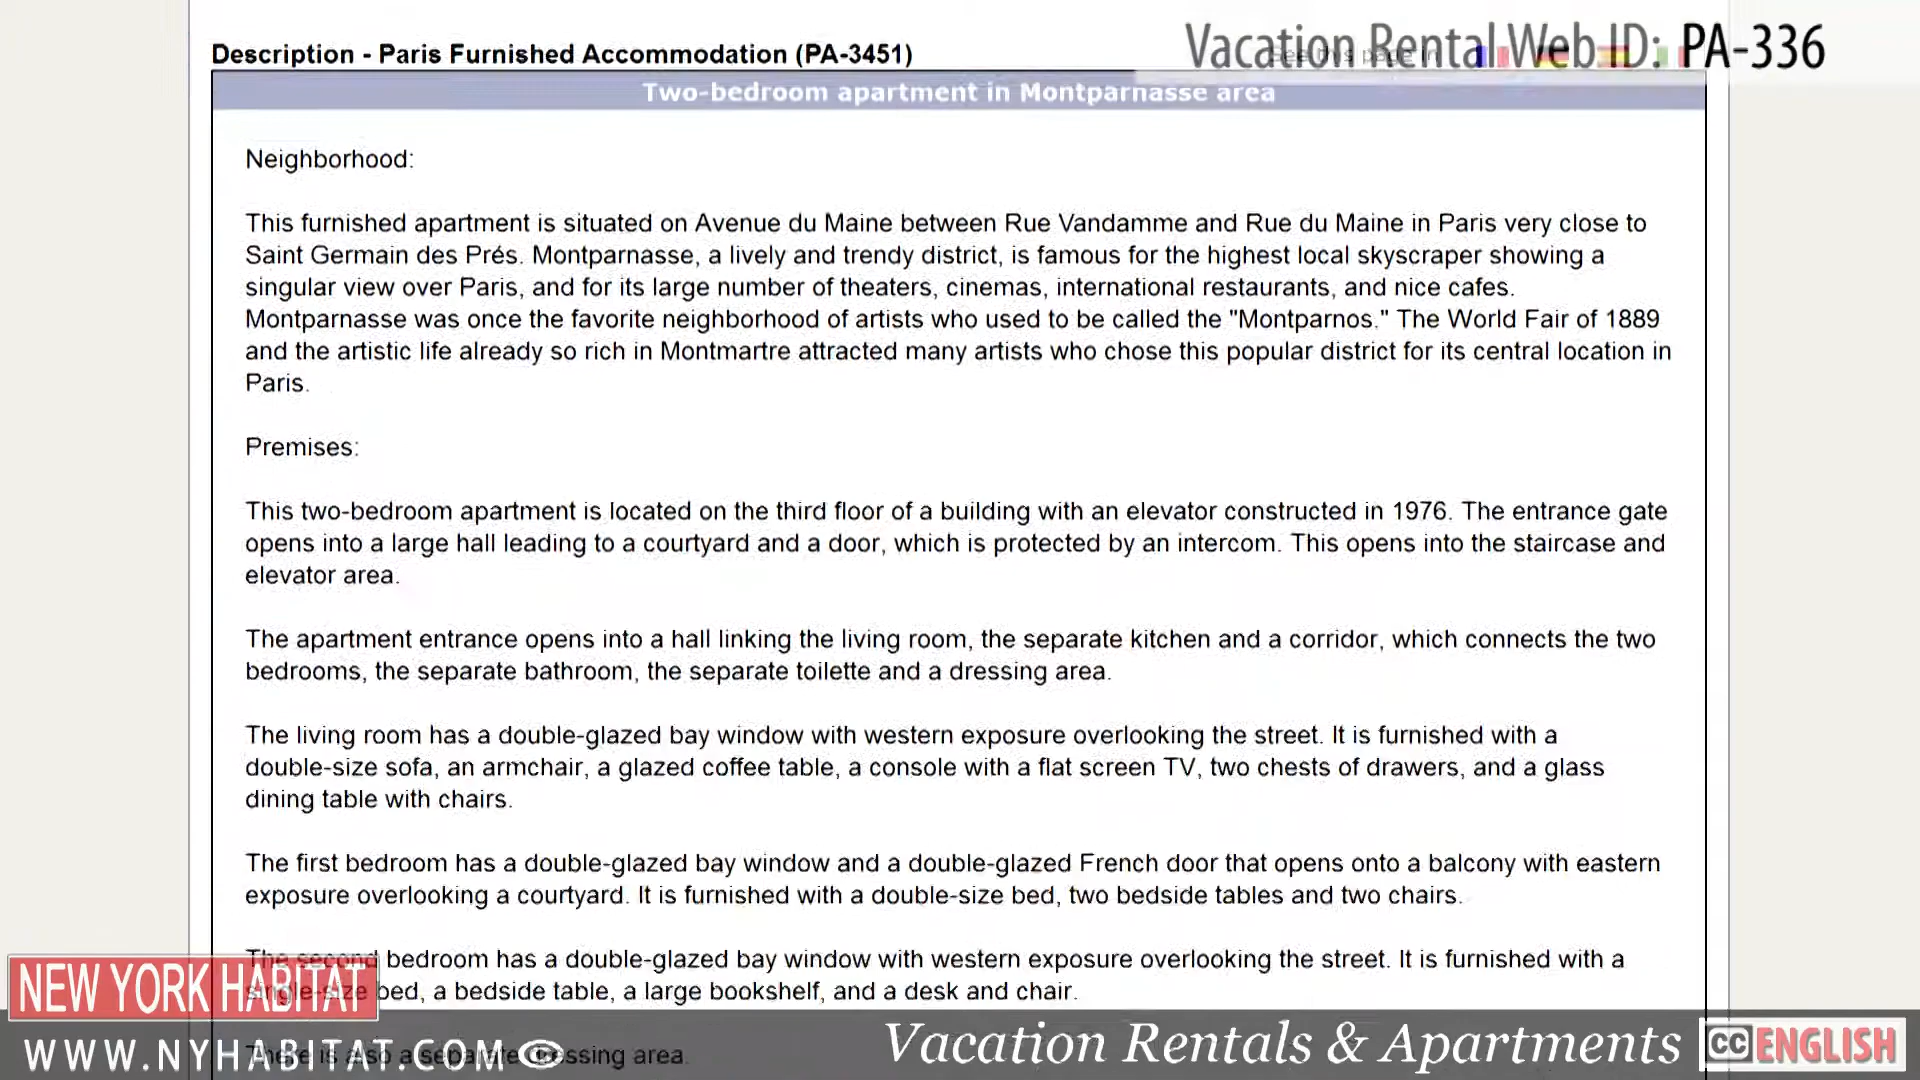 Description - Paris Furnished Accommodation (PA-3451)
Vacation Rental Web ID: PA-336
See this page in
Two-bedroom apartment in Montparnasse area
Neighborhood:
This furnished apartment is situated on Avenue du Maine between Rue Vandamme and Rue du Maine in Paris very close to
Saint Germain des Prés. Montparnasse, a lively and trendy district, is famous for the highest local skyscraper showing a
singular view over Paris, and for its large number of theaters, cinemas, international restaurants, and nice cafes.
Montparnasse was once the favorite neighborhood of artists who used to be called the "Montparnos." The World Fair of 1889
and the artistic life already so rich in Montmartre attracted many artists who chose this popular district for its central location in
Paris.
Premises:
This two-bedroom apartment is located on the third floor of a building with an elevator constructed in 1976. The entrance gate
opens into a large hall leading to a courtyard and a door, which is protected by an intercom. This opens into the staircase and
elevator area.
The apartment entrance opens into a hall linking the living room, the separate kitchen and a corridor, which connects the two
bedrooms, the separate bathroom, the separate toilette and a dressing area.
The living room has a double-glazed bay window with western exposure overlooking the street. It is furnished with a
double-size sofa, an armchair, a glazed coffee table, a console with a flat screen TV, two chests of drawers, and a glass
dining table with chairs.
The first bedroom has a double-glazed bay window and a double-glazed French door that opens onto a balcony with eastern
exposure overlooking a courtyard. It is furnished with a double-size bed, two bedside tables and two chairs.
The second bedroom has a double-glazed bay window with western exposure overlooking the street. It is furnished with a
single-size bed, a bedside table, a large bookshelf, and a desk and chair.
There is also a separate dressing area.
NEW YORK HABITAT
WWW.NYHABITAT.COM
Vacation Rentals & Apartments
CC ENGLISH